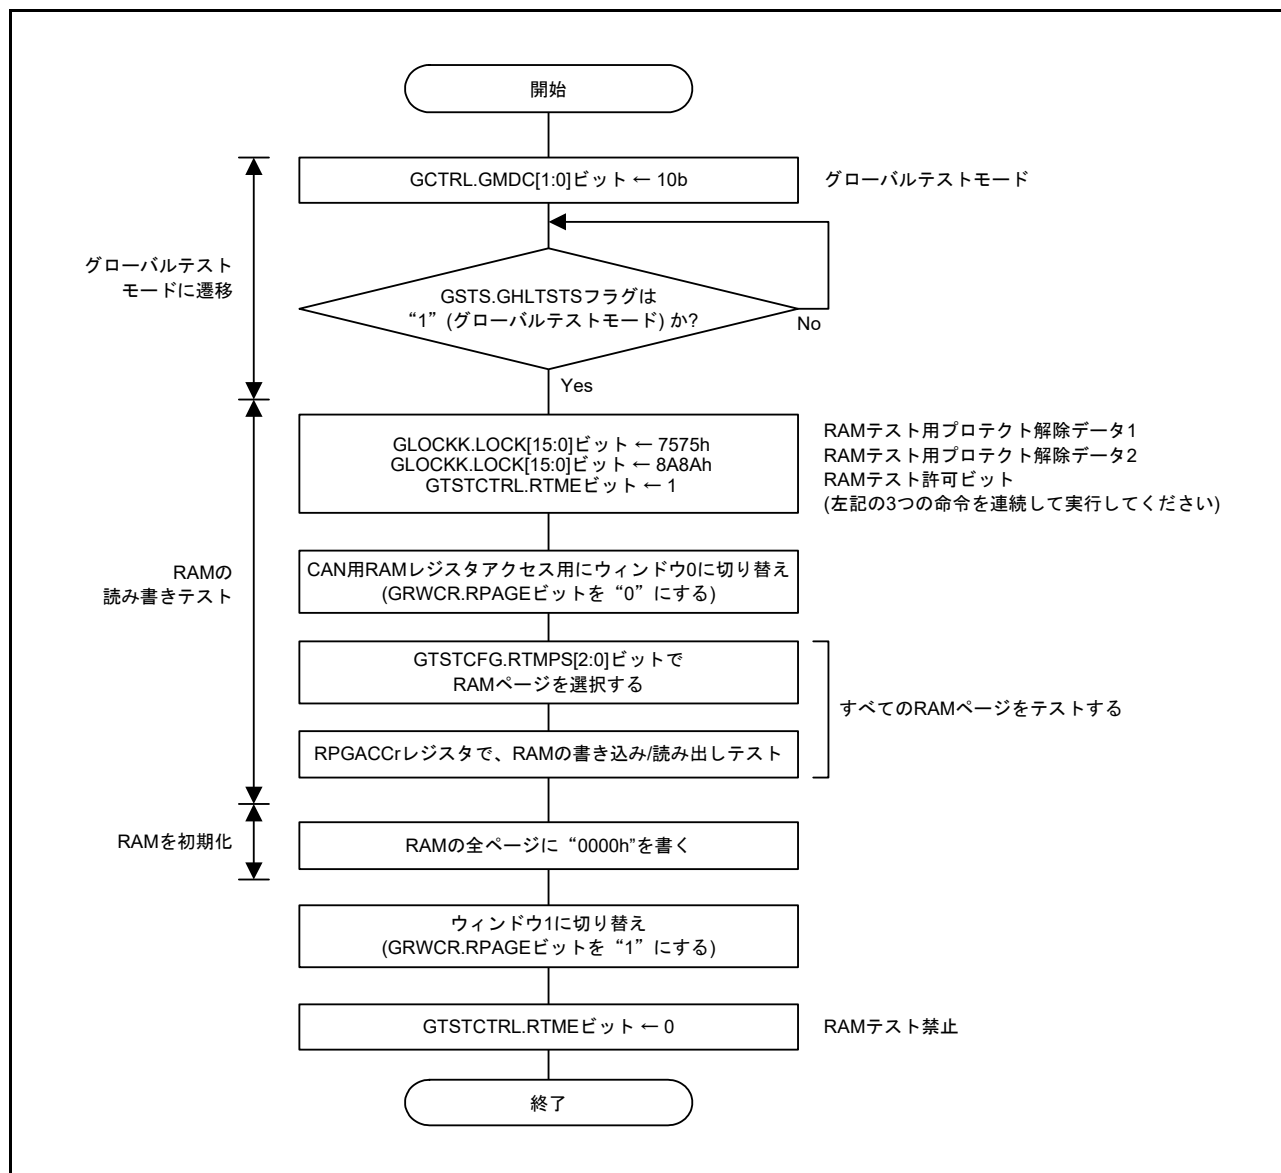 開始
GCTRL.GMDC[1:0]ビット ← 10b
グローバルテストモード
グローバルテスト
モードに遷移
GSTS.GHLTSTSフラグは
“1” (グローバルテストモード) か?
No
Yes
GLOCKK.LOCK[15:0]ビット ← 7575h
GLOCKK.LOCK[15:0]ビット ← 8A8Ah
GTSTCTRL.RTMEビット ← 1
RAMテスト用プロテクト解除データ1
RAMテスト用プロテクト解除データ2
RAMテスト許可ビット
(左記の3つの命令を連続して実行してください)
RAMの
読み書きテスト
CAN用RAMレジスタアクセス用にウィンドウ0に切り替え
(GRWCR.RPAGEビットを “0” にする)
GTSTCFG.RTMPS[2:0]ビットで
RAMページを選択する
すべてのRAMページをテストする
RPGACCrレジスタで、RAMの書き込み/読み出しテスト
RAMを初期化
RAMの全ページに “0000h”を書く
ウィンドウ1に切り替え
(GRWCR.RPAGEビットを “1” にする)
GTSTCTRL.RTMEビット ← 0
RAMテスト禁止
終了